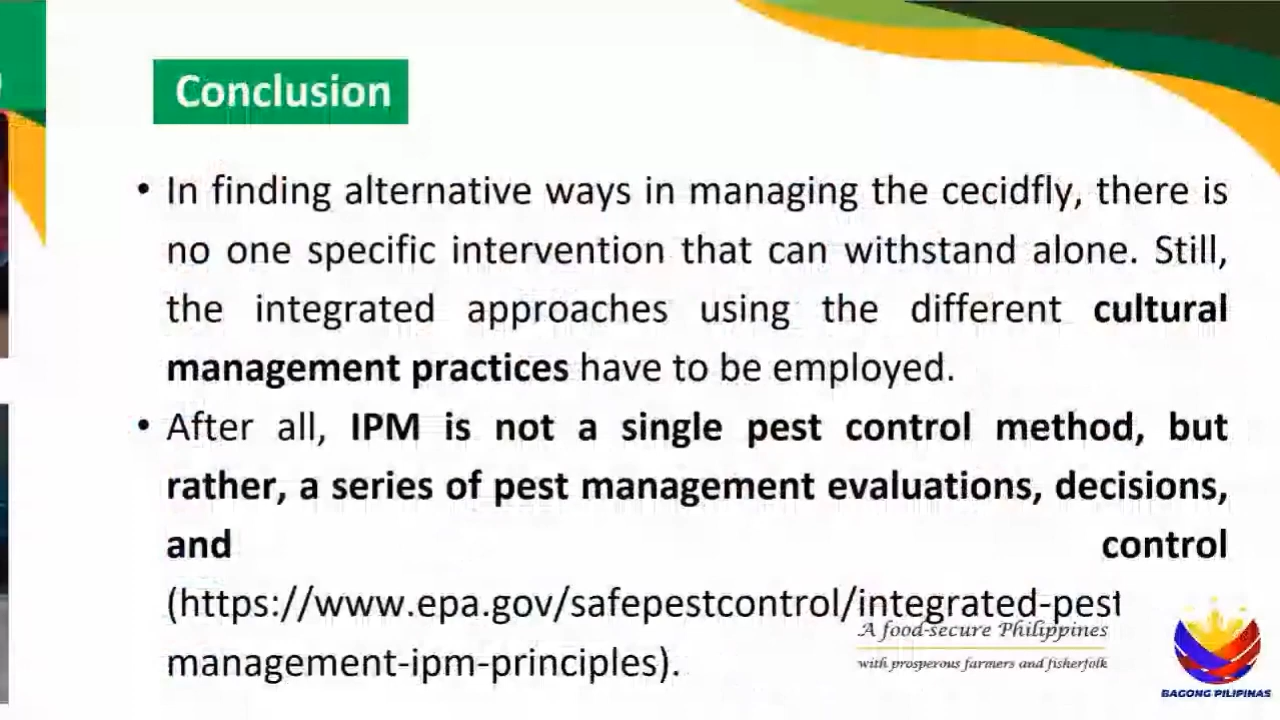 Conclusion
• In finding alternative ways in managing the cecidfly, there is
no one specific intervention that can withstand alone. Still,
the integrated approaches using the different cultural
management practices have to be employed.
• After all, IPM is not a single pest control method, but
rather, a series of pest management evaluations, decisions,
and control
(https://www.epa.gov/safepestcontrol/integrated-pest
management-ipm-principles).
A food-secure Philippines
with prosperous farmers and fisherfolk
BAGONG PILIPINAS